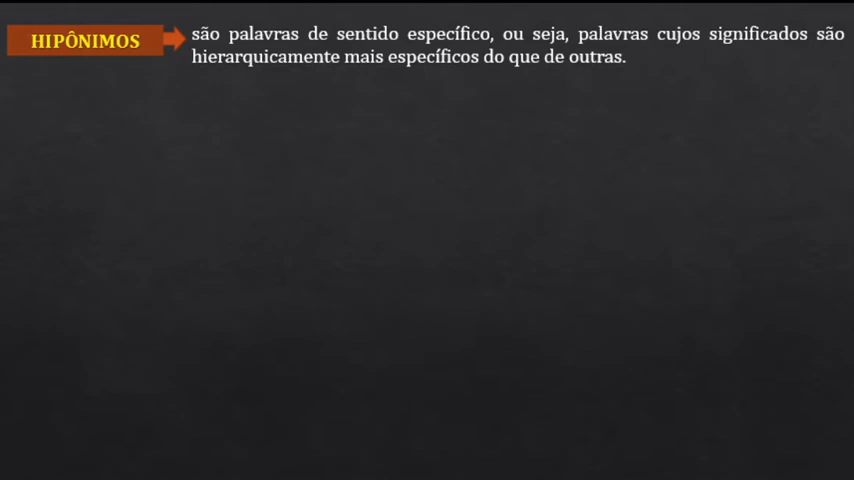 HIPÔNIMOS
são palavras de sentido específico, ou seja, palavras cujos significados são
hierarquicamente mais específicos do que de outras.